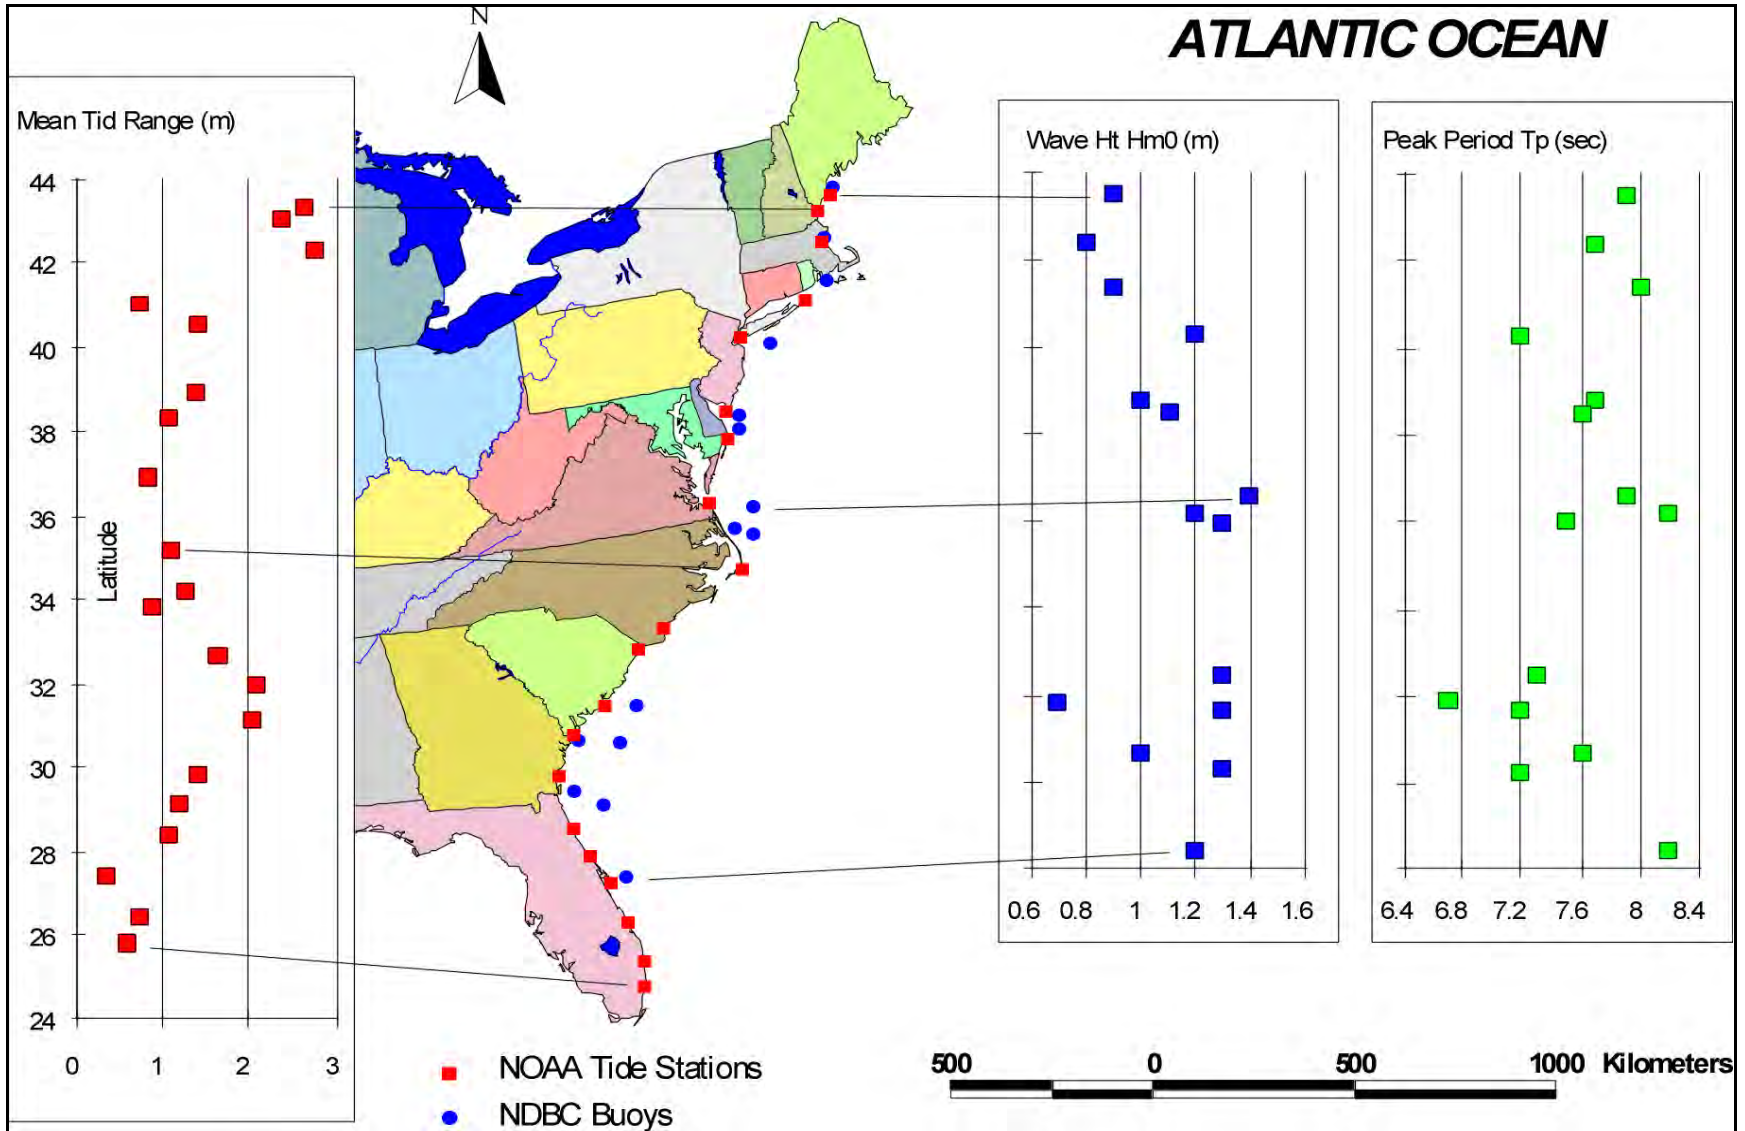 N
ATLANTIC OCEAN
Mean Tid Range (m)
Wave Ht Hm0 (m)
Peak Period Tp (sec)
44
42
40
38
36
Latitude
34
32
30
28
26
24
0 1 2 3
0.6 0.8 1 1.2 1.4 1.6
6.4 6.8 7.2 7.6 8 8.4
NOAA Tide Stations
NDBC Buoys
500 0 500 1000 Kilometers